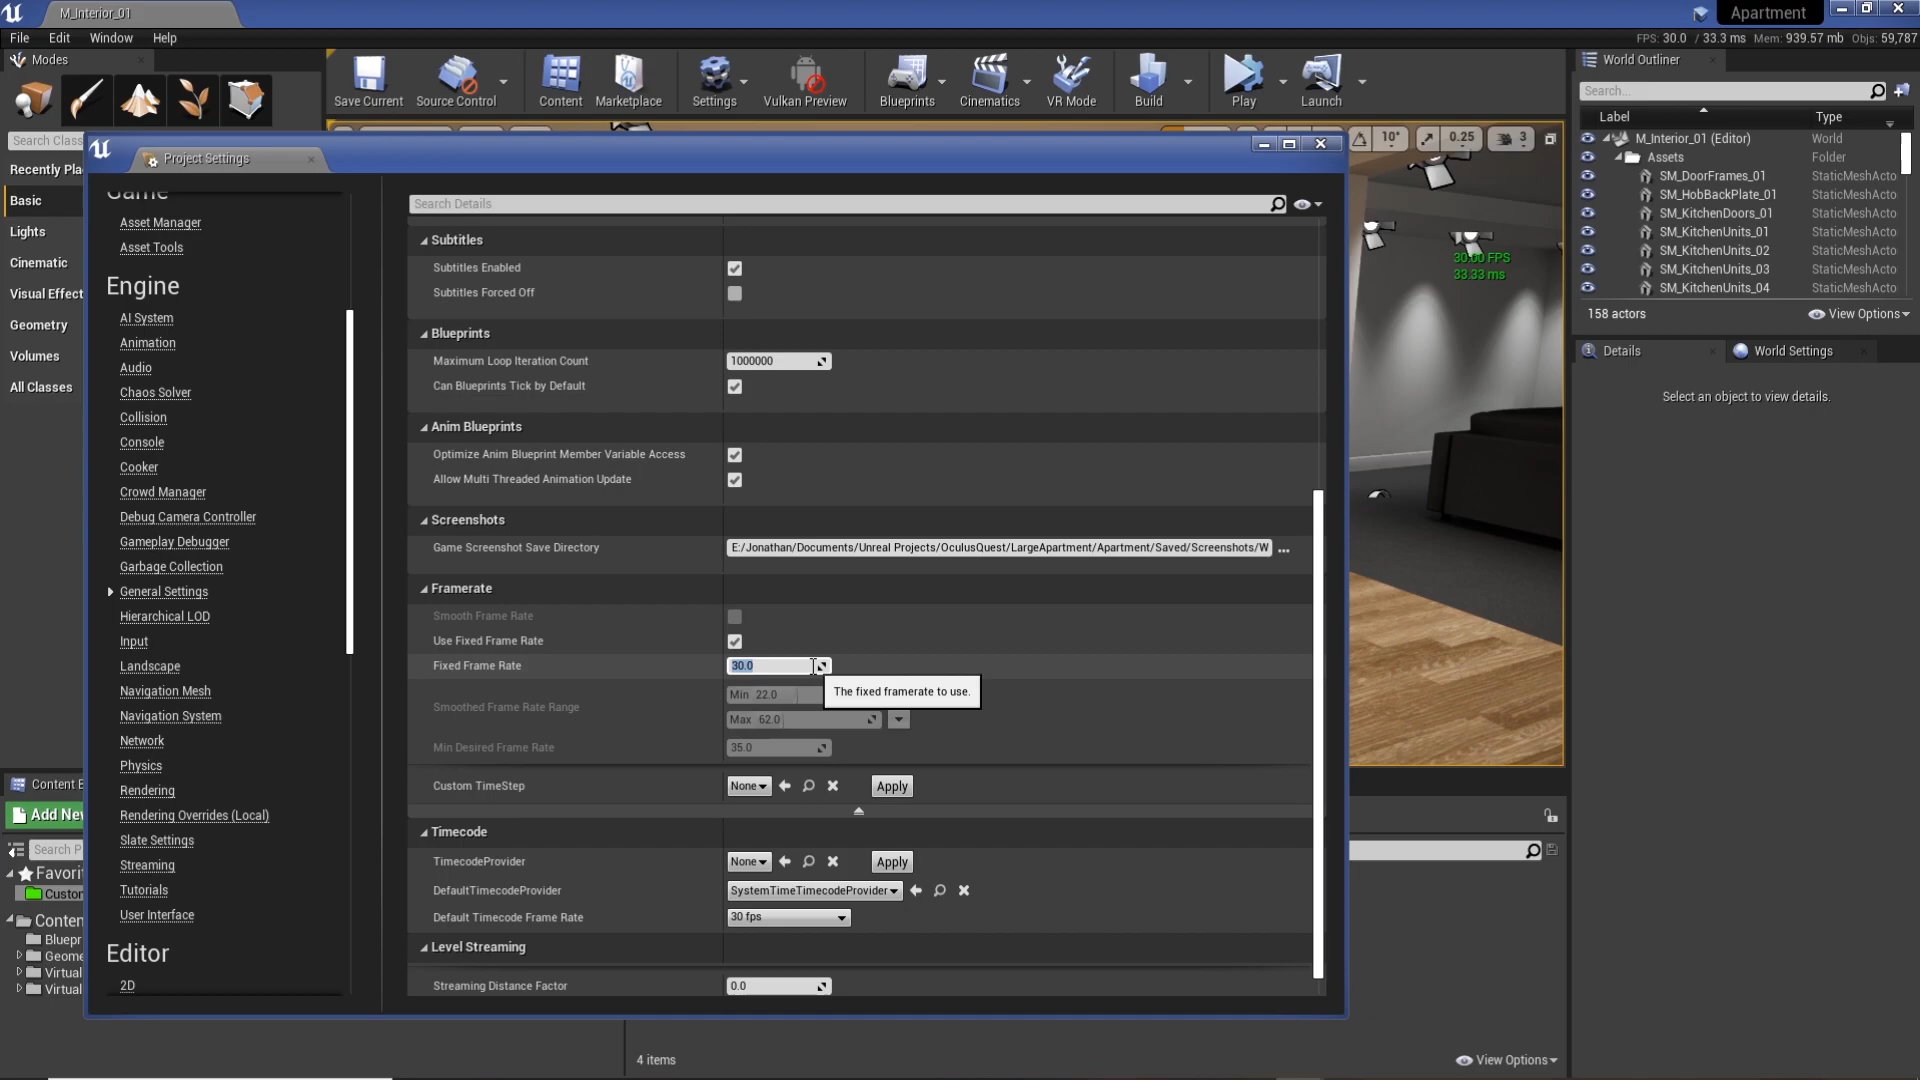 M_Interior_01
Apartment
File Edit Window Help
FPS: 30.0 / 33.3 ms Mem: 939.57 mb Objs: 59,787
Modes
Save Current
Source Control
Content
Marketplace
Settings
Vulkan Preview
Blueprints
Cinematics
VR Mode
Build
Play
Launch
World Outliner
Search...
Label Type
M_Interior_01 (Editor) World
Assets Folder
SM_DoorFrames_01 StaticMeshActo
SM_HobBackPlate_01 StaticMeshActo
SM_KitchenDoors_01 StaticMeshActo
SM_KitchenUnits_01 StaticMeshActo
SM_KitchenUnits_02 StaticMeshActo
SM_KitchenUnits_03 StaticMeshActo
SM_KitchenUnits_04 StaticMeshActo
158 actors
View Options
Details
World Settings
Select an object to view details.
10°
0.25
3
30.00 FPS
33.33 ms
Search Class
Recently Pla
Basic
Lights
Cinematic
Visual Effect
Geometry
Volumes
All Classes
Project Settings
Game
Asset Manager
Asset Tools
Engine
AI System
Animation
Audio
Chaos Solver
Collision
Console
Cooker
Crowd Manager
Debug Camera Controller
Gameplay Debugger
Garbage Collection
General Settings
Hierarchical LOD
Input
Landscape
Navigation Mesh
Navigation System
Network
Physics
Rendering
Rendering Overrides (Local)
Slate Settings
Streaming
Tutorials
User Interface
Editor
2D
Search Details
Subtitles
Subtitles Enabled
Subtitles Forced Off
Blueprints
Maximum Loop Iteration Count 1000000
Can Blueprints Tick by Default
Anim Blueprints
Optimize Anim Blueprint Member Variable Access
Allow Multi Threaded Animation Update
Screenshots
Game Screenshot Save Directory E:/Jonathan/Documents/Unreal Projects/OculusQuest/LargeApartment/Apartment/Saved/Screenshots/W
Framerate
Smooth Frame Rate
Use Fixed Frame Rate
Fixed Frame Rate 30.0
The fixed framerate to use.
Smoothed Frame Rate Range
Min 22.0
Max 62.0
Min Desired Frame Rate 35.0
Custom TimeStep None Apply
Timecode
TimecodeProvider None Apply
DefaultTimecodeProvider SystemTimeTimecodeProvider
Default Timecode Frame Rate 30 fps
Level Streaming
Streaming Distance Factor 0.0
Content B
Add New
Search P
Favori
Custom
Conten
Bluepr
Geome
Virtual
Virtual
4 items
View Options